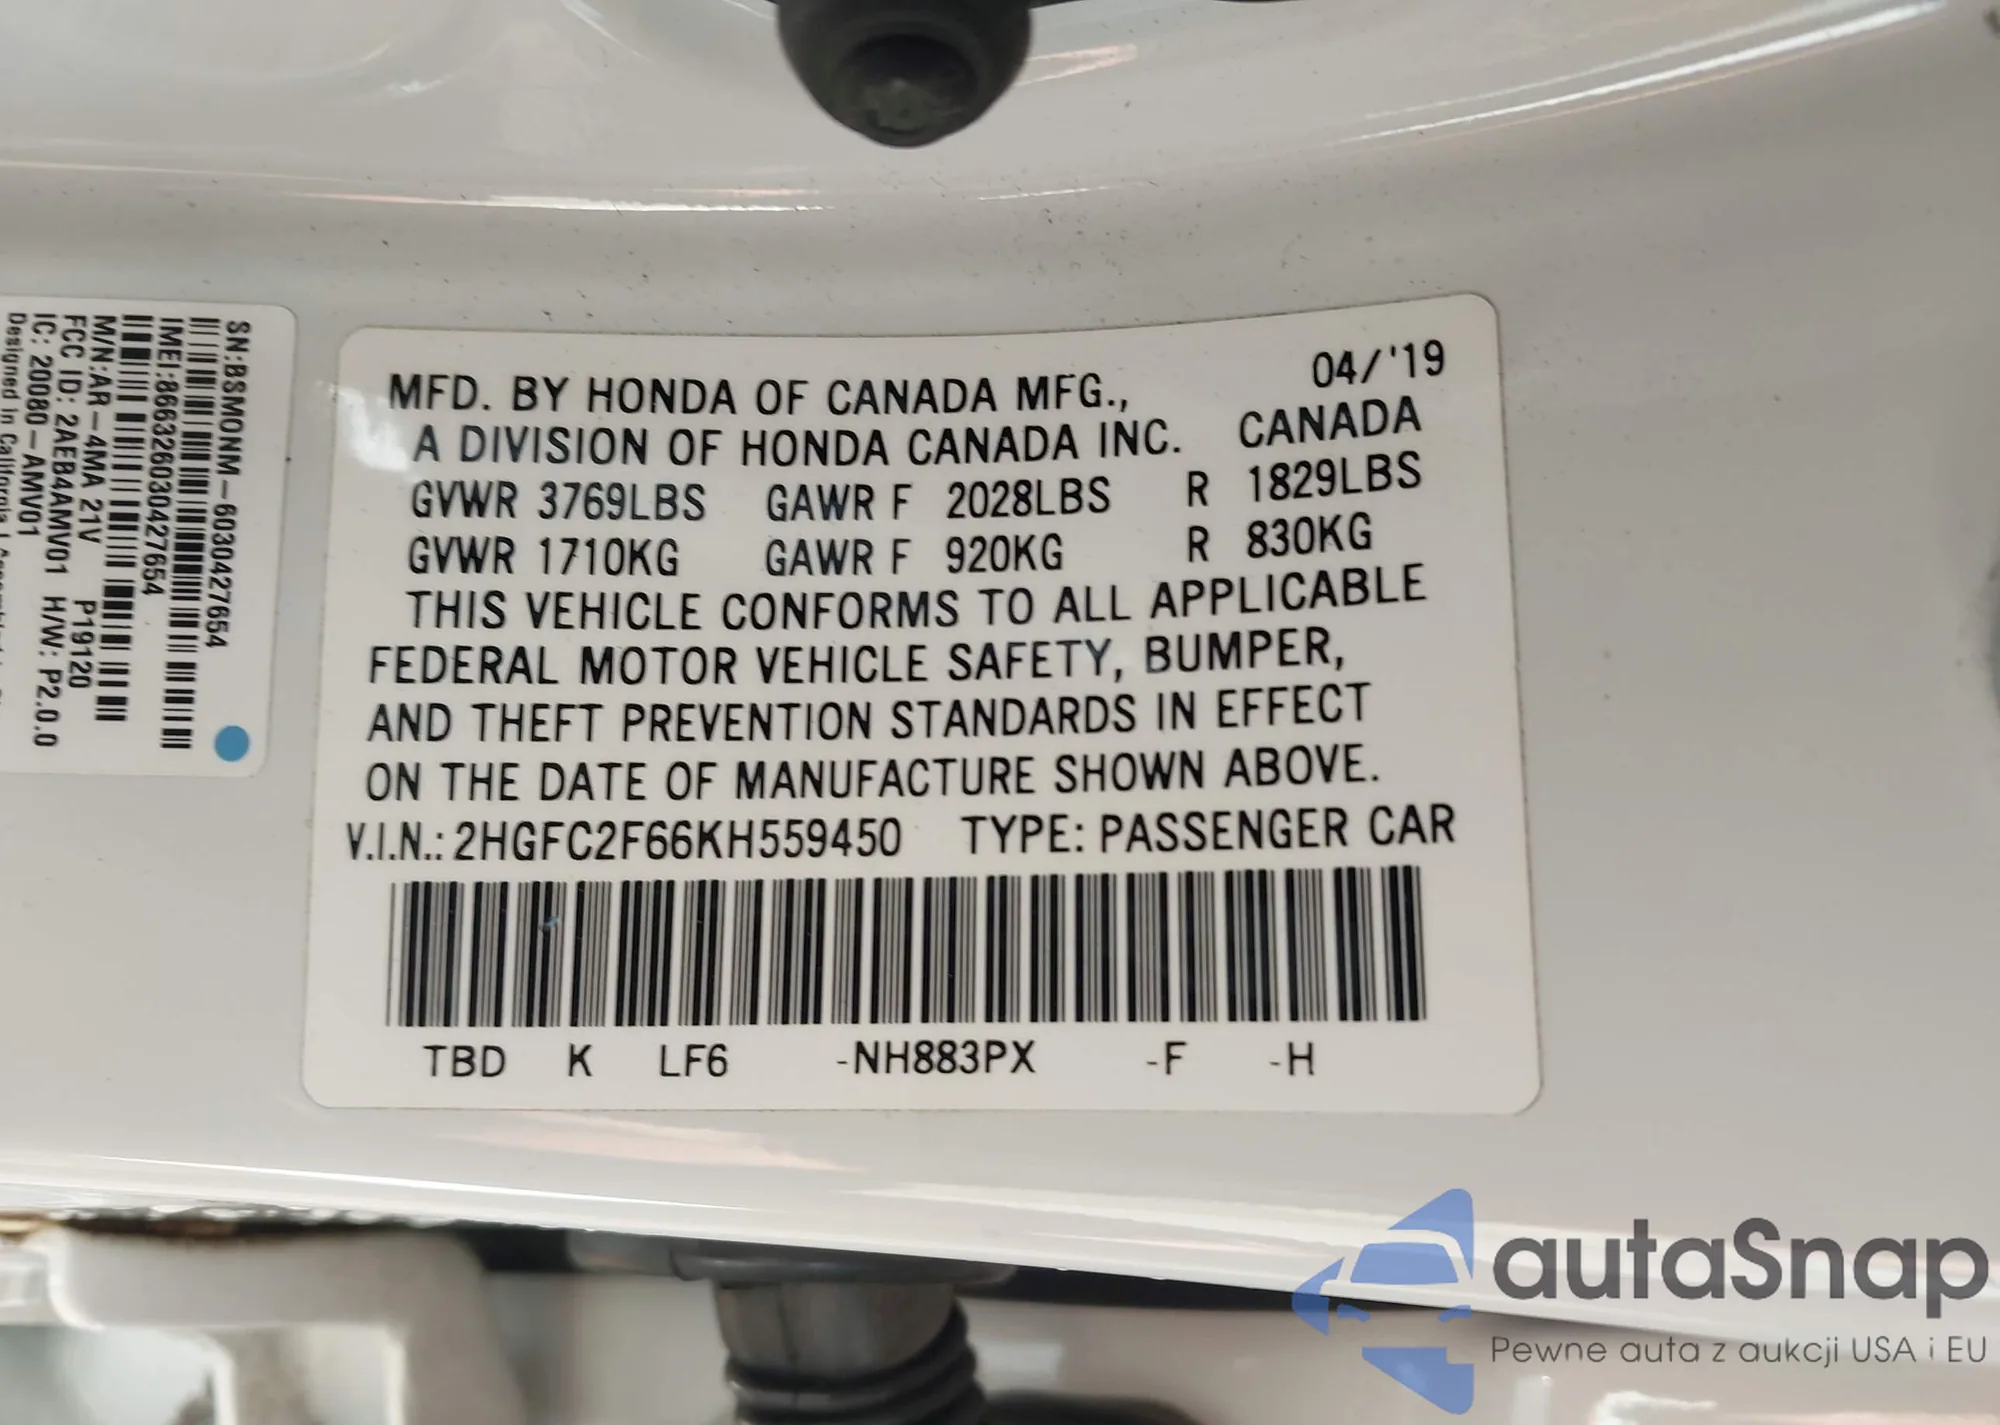 SN:BSMONM-6030427654
IMEI:866326030427654
M/N:AR-4MA 21V P19120
FCC ID: 2AEB4AMV01 H/W: P2.0.0
IC: 20080-AMV01
Designed in California
04/'19
MFD. BY HONDA OF CANADA MFG.,
A DIVISION OF HONDA CANADA INC. CANADA
GVWR 3769LBS GAWR F 2028LBS R 1829LBS
GVWR 1710KG GAWR F 920KG R 830KG
THIS VEHICLE CONFORMS TO ALL APPLICABLE
FEDERAL MOTOR VEHICLE SAFETY, BUMPER,
AND THEFT PREVENTION STANDARDS IN EFFECT
ON THE DATE OF MANUFACTURE SHOWN ABOVE.
V.I.N.: 2HGFC2F66KH559450 TYPE: PASSENGER CAR
TBD K LF6 -NH883PX -F -H
autaSnap
Pewne auta z aukcji USA i EU